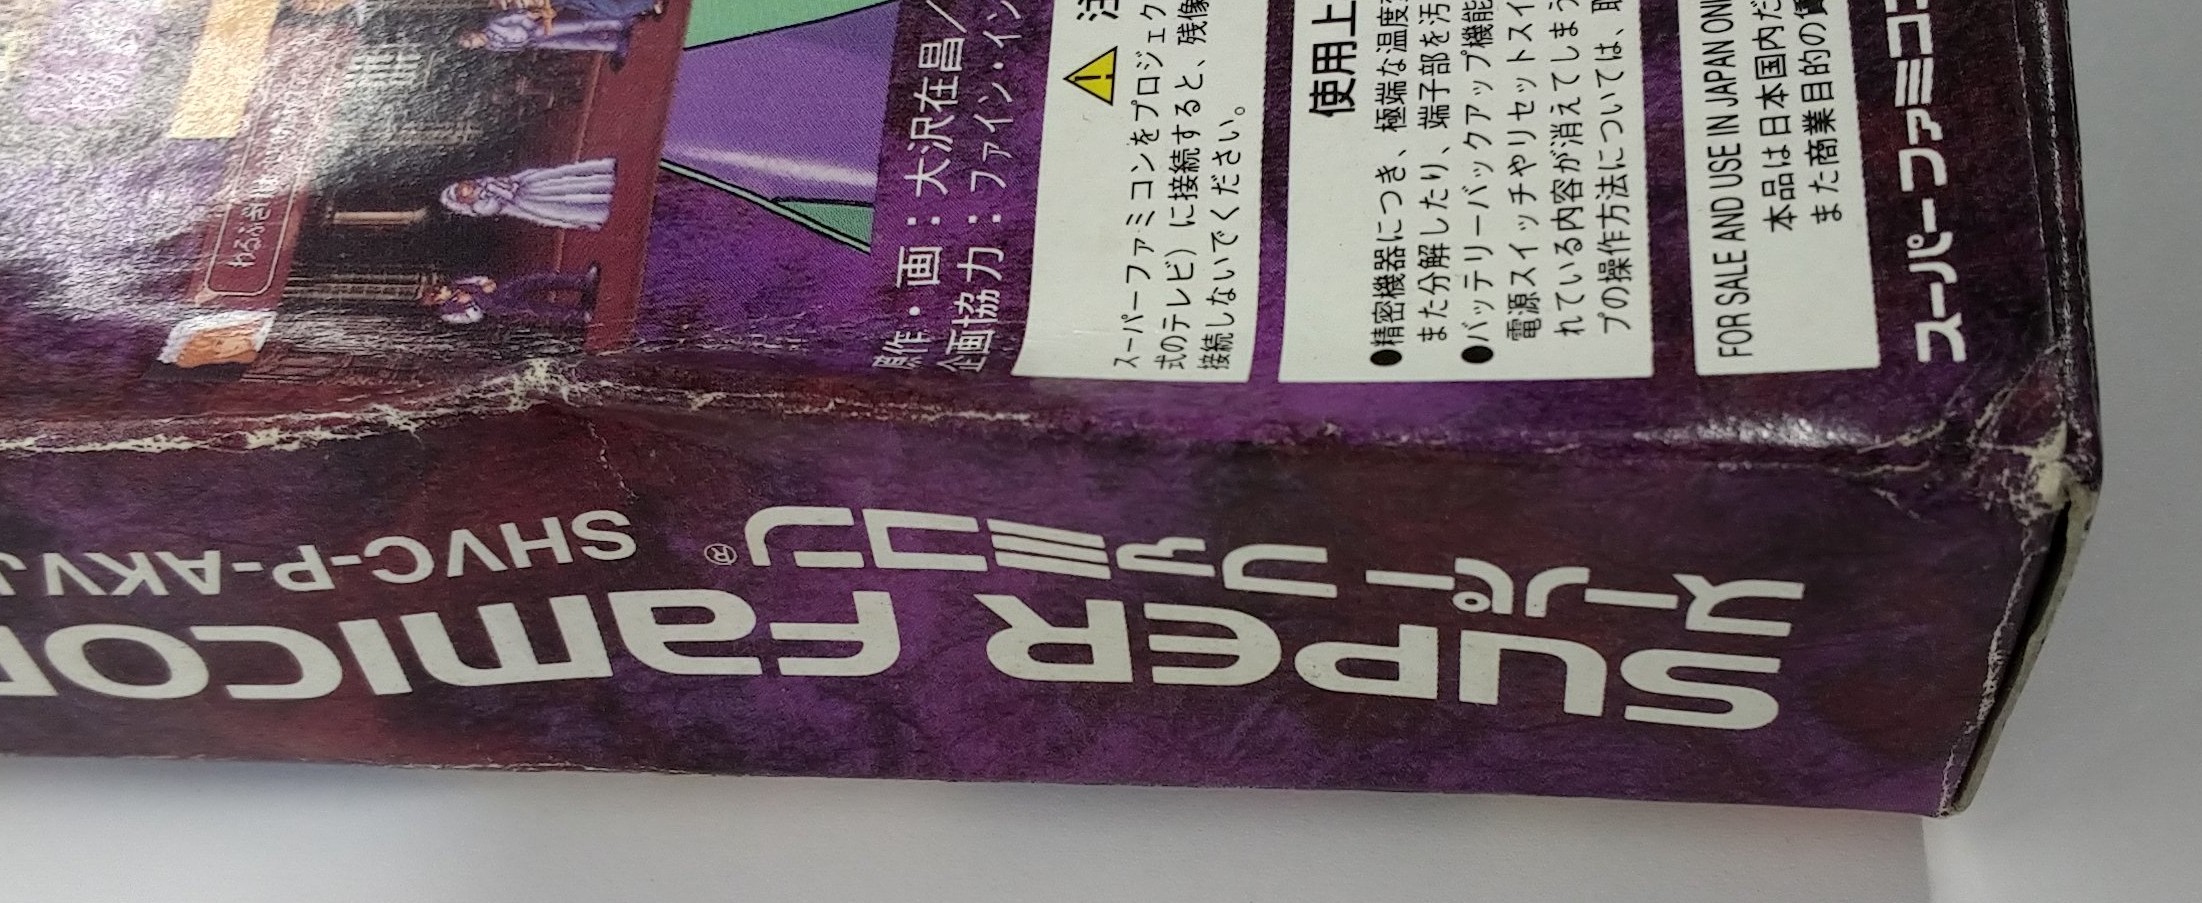 わるふざけは
原作・画：大沢在昌／
企画協力：ファイン・イン
⚠ 注
スーパーファミコンをプロジェク
式のテレビ）に接続すると、残像
接続しないでください。
使用上
●精密機器につき、極端な温度
また分解したり、端子部を汚
●バッテリーバックアップ機能
電源スイッチやリセットスイ
れている内容が消えてしまう
プの操作方法については、取
FOR SALE AND USE IN JAPAN ONL
本品は日本国内だ
また商業目的の賃
スーパーファミコン
SHVC-P-AKVJ
スーパーファミコン®
SUPER FAMICOM